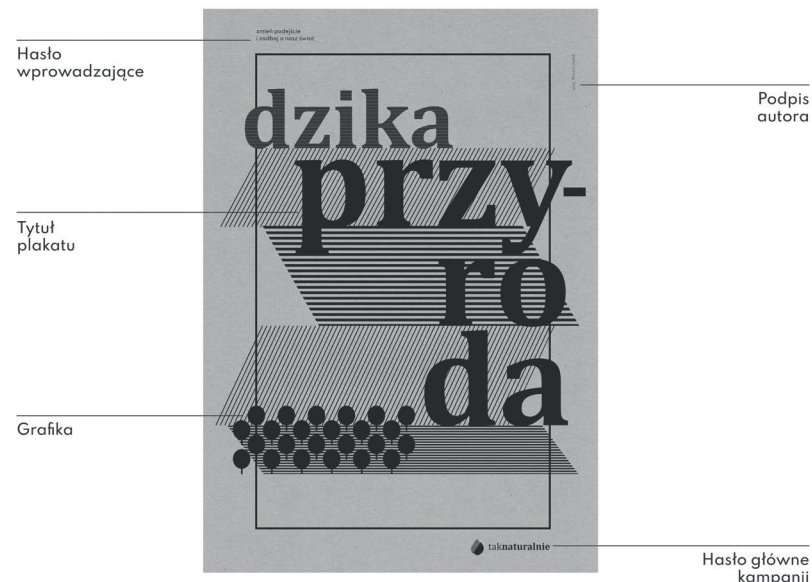 zmień podejście
i zadbaj o nasz świat
Hasło
wprowadzające
Podpis
autora
dzika
przy-
ro
da
Tytuł
plakatu
Grafika
taknaturalnie
Hasło główne
kampanii